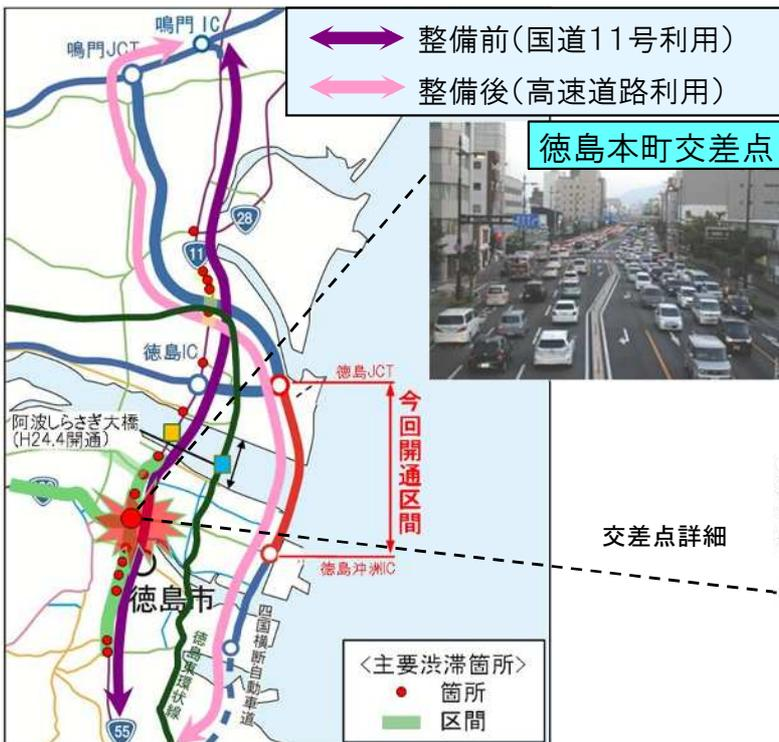 整備前(国道11号利用)
整備後(高速道路利用)
徳島本町交差点
鳴門 IC
鳴門JCT
28
11
徳島IC
徳島JCT
阿波しらさぎ大橋
(H24.4開通)
今回開通区間
交差点詳細
徳島沖洲IC
徳島市
四国横断自動車道
徳島東環状線
55
<主要渋滞箇所>
箇所
区間